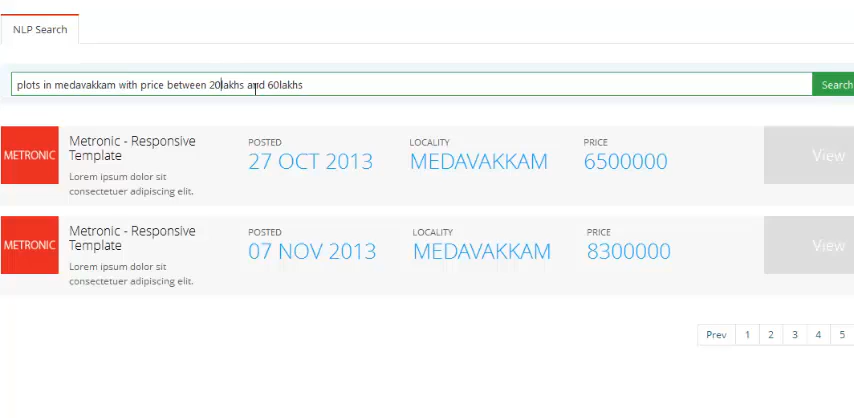 NLP Search
plots in medavakkam with price between 20lakhs and 60lakhs
Search
METRONIC
Metronic - Responsive
Template
Lorem ipsum dolor sit
consectetuer adipiscing elit.
POSTED
27 OCT 2013
LOCALITY
MEDAVAKKAM
PRICE
6500000
View
METRONIC
Metronic - Responsive
Template
Lorem ipsum dolor sit
consectetuer adipiscing elit.
POSTED
07 NOV 2013
LOCALITY
MEDAVAKKAM
PRICE
8300000
View
Prev 1 2 3 4 5